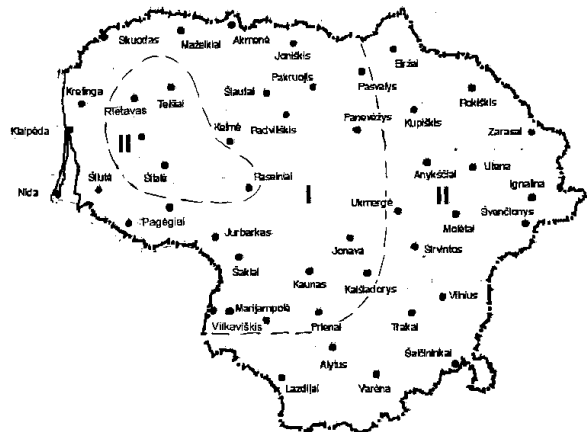 Skuodas
Mažeikiai
Akmenė
Joniškis
Biržai
Kretinga
Rietavas
Telšiai
Šiauliai
Pakruojis
Pasvalys
Rokiškis
Klaipėda
II
Kelmė
Radviliškis
Panevėžys
Kupiškis
Zarasai
Šilutė
Šilalė
Raseiniai
I
Anykščiai
Utena
Ignalina
Nida
Pagėgiai
Ukmergė
II
Molėtai
Švenčionys
Jurbarkas
Jonava
Širvintos
Šakiai
Kaunas
Kaišiadorys
Vilnius
Marijampolė
Vilkaviškis
Prienai
Trakai
Alytus
Šalčininkai
Lazdijai
Varėna